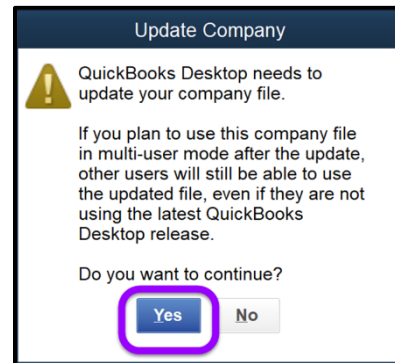 Update Company
QuickBooks Desktop needs to
update your company file.
If you plan to use this company file
in multi-user mode after the update,
other users will still be able to use
the updated file, even if they are not
using the latest QuickBooks
Desktop release.
Do you want to continue?
Yes No